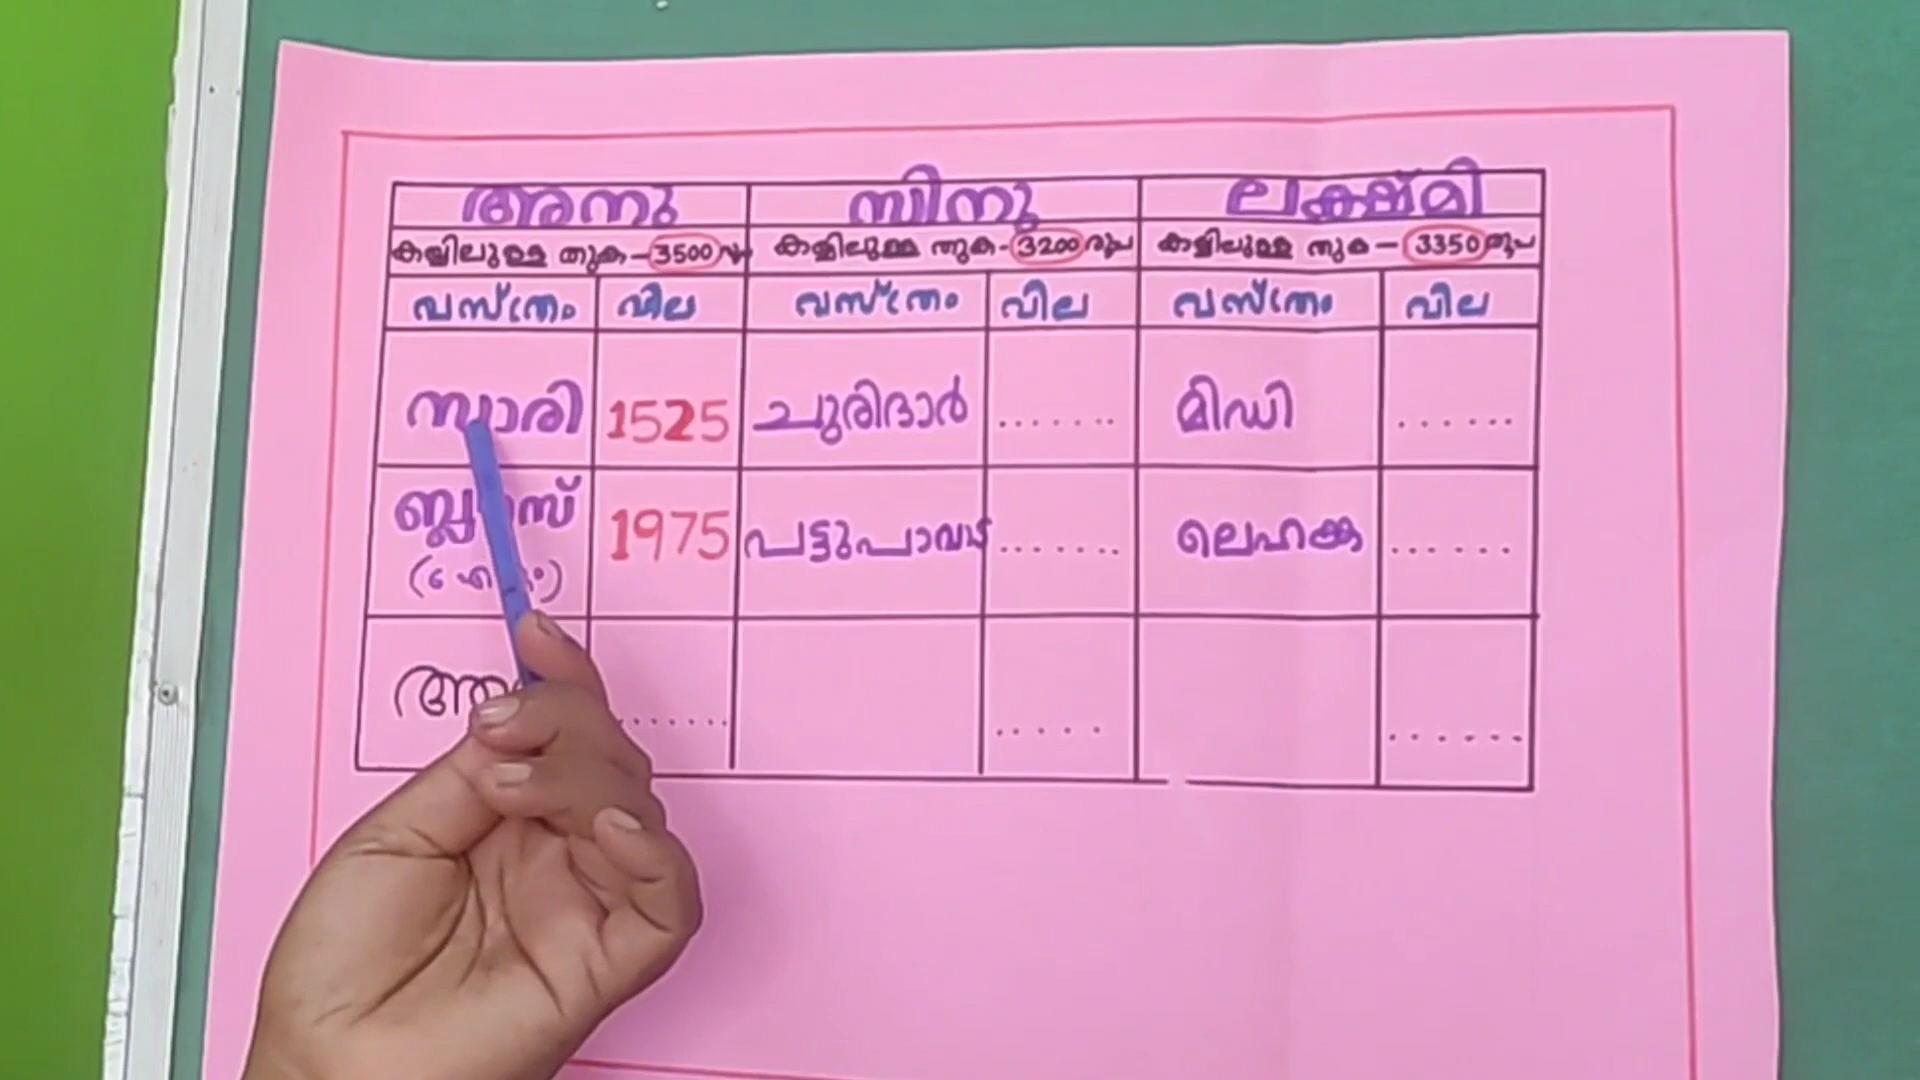 അനു സിനു ലക്ഷ്മി
കയ്യിലുള്ള തുക - 3500 രൂ കയ്യിലുള്ള തുക - 3200 രൂപ കയ്യിലുള്ള തുക - 3350 രൂപ
വസ്ത്രം വില വസ്ത്രം വില വസ്ത്രം വില
സാരി 1525 ചുരിദാർ ....... മിഡി ......
ബ്ലൗസ് 1975 പട്ടുപാവാട ....... ലെഹങ്ക ......
....... ..... ......